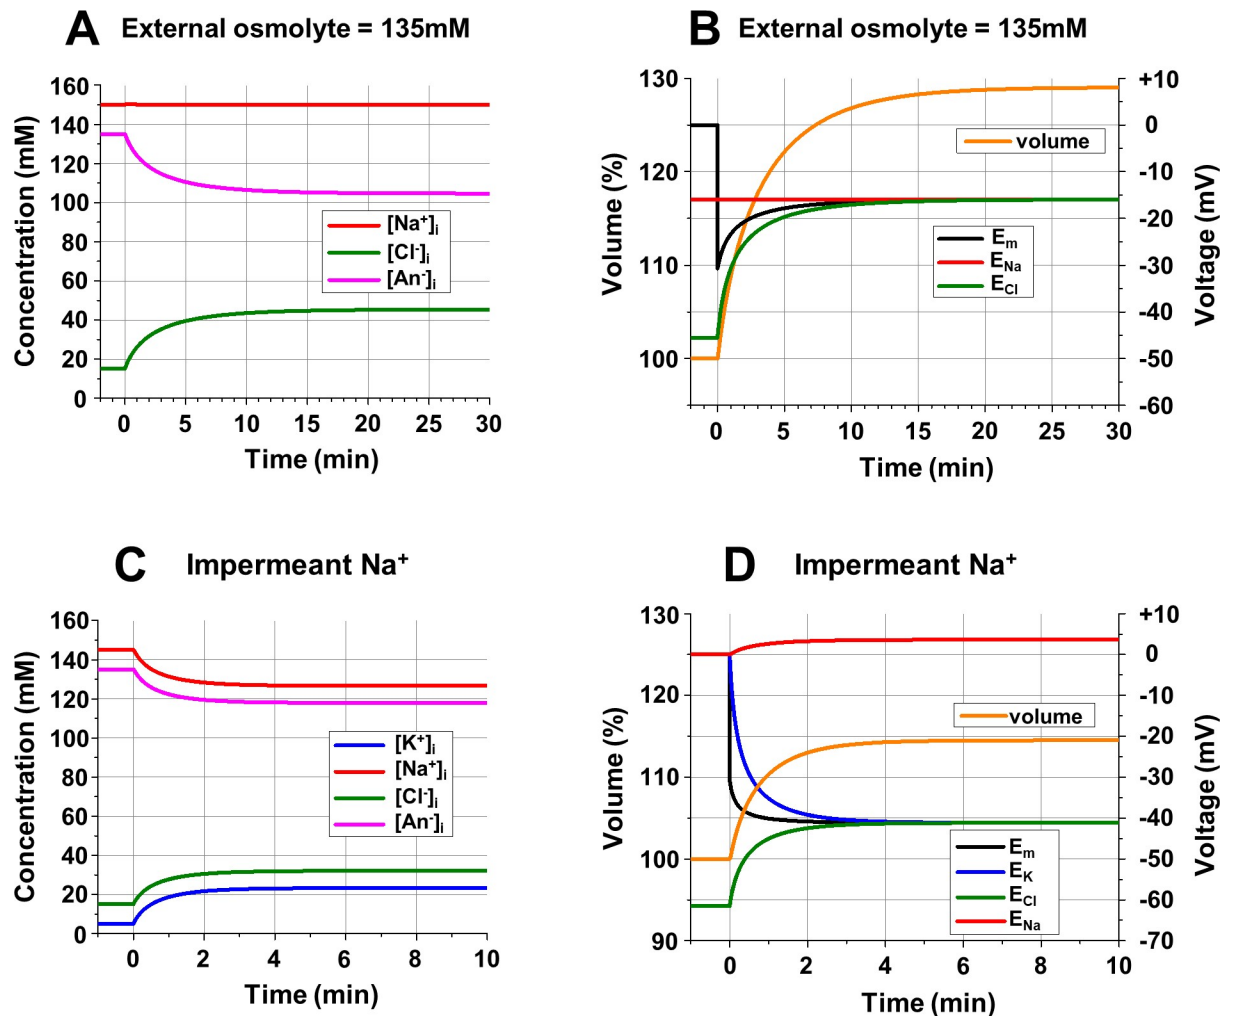 A External osmolyte = 135mM
160
140
120
100
80
60
40
20
0
Concentration (mM)
[Na⁺]ᵢ
[Cl⁻]ᵢ
[An⁻]ᵢ
0 5 10 15 20 25 30
Time (min)
B External osmolyte = 135mM
130
120
110
100
Volume (%)
volume
Eₘ
E_Na
E_Cl
+10
0
-10
-20
-30
-40
-50
-60
Voltage (mV)
0 5 10 15 20 25 30
Time (min)
C Impermeant Na⁺
160
140
120
100
80
60
40
20
0
Concentration (mM)
[K⁺]ᵢ
[Na⁺]ᵢ
[Cl⁻]ᵢ
[An⁻]ᵢ
0 2 4 6 8 10
Time (min)
D Impermeant Na⁺
130
120
110
100
90
Volume (%)
volume
Eₘ
E_K
E_Cl
E_Na
+10
0
-10
-20
-30
-40
-50
-60
-70
Voltage (mV)
0 2 4 6 8 10
Time (min)